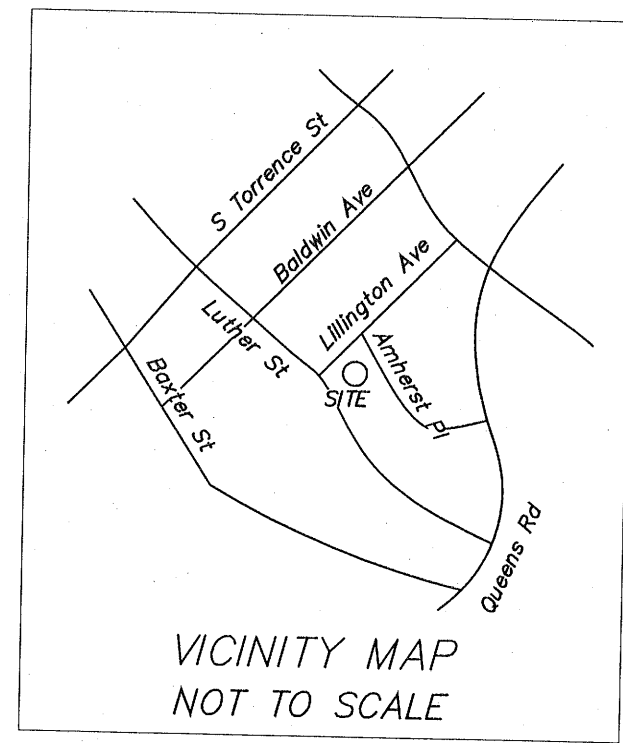 S Torrence St
Baldwin Ave
Lillington Ave
Luther St
Amherst Pl
Baxter St
SITE
Queens Rd
VICINITY MAP
NOT TO SCALE